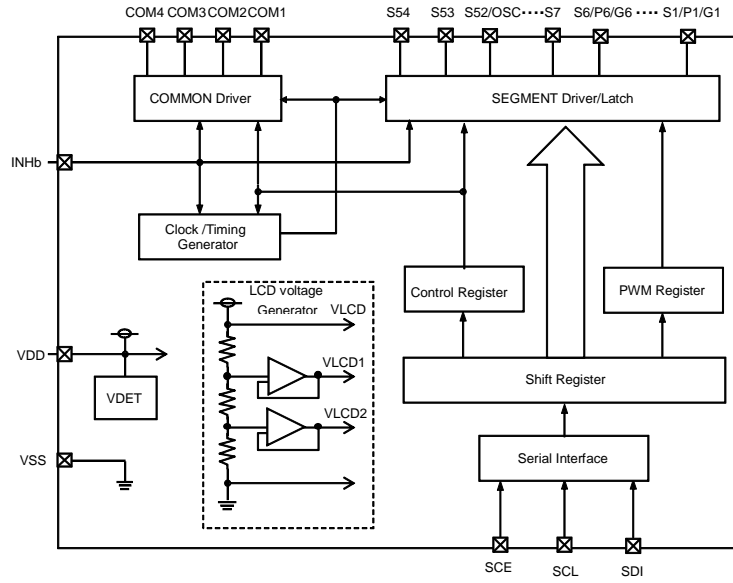 COM4 COM3 COM2 COM1
S54 S53 S52/OSC ···· S7 S6/P6/G6 ···· S1/P1/G1
COMMON Driver
SEGMENT Driver/Latch
INHb
Clock /Timing
Generator
LCD voltage
Generator
VLCD
Control Register
PWM Register
VDD
VDET
VLCD1
VLCD2
Shift Register
VSS
Serial Interface
SCE
SCL
SDI